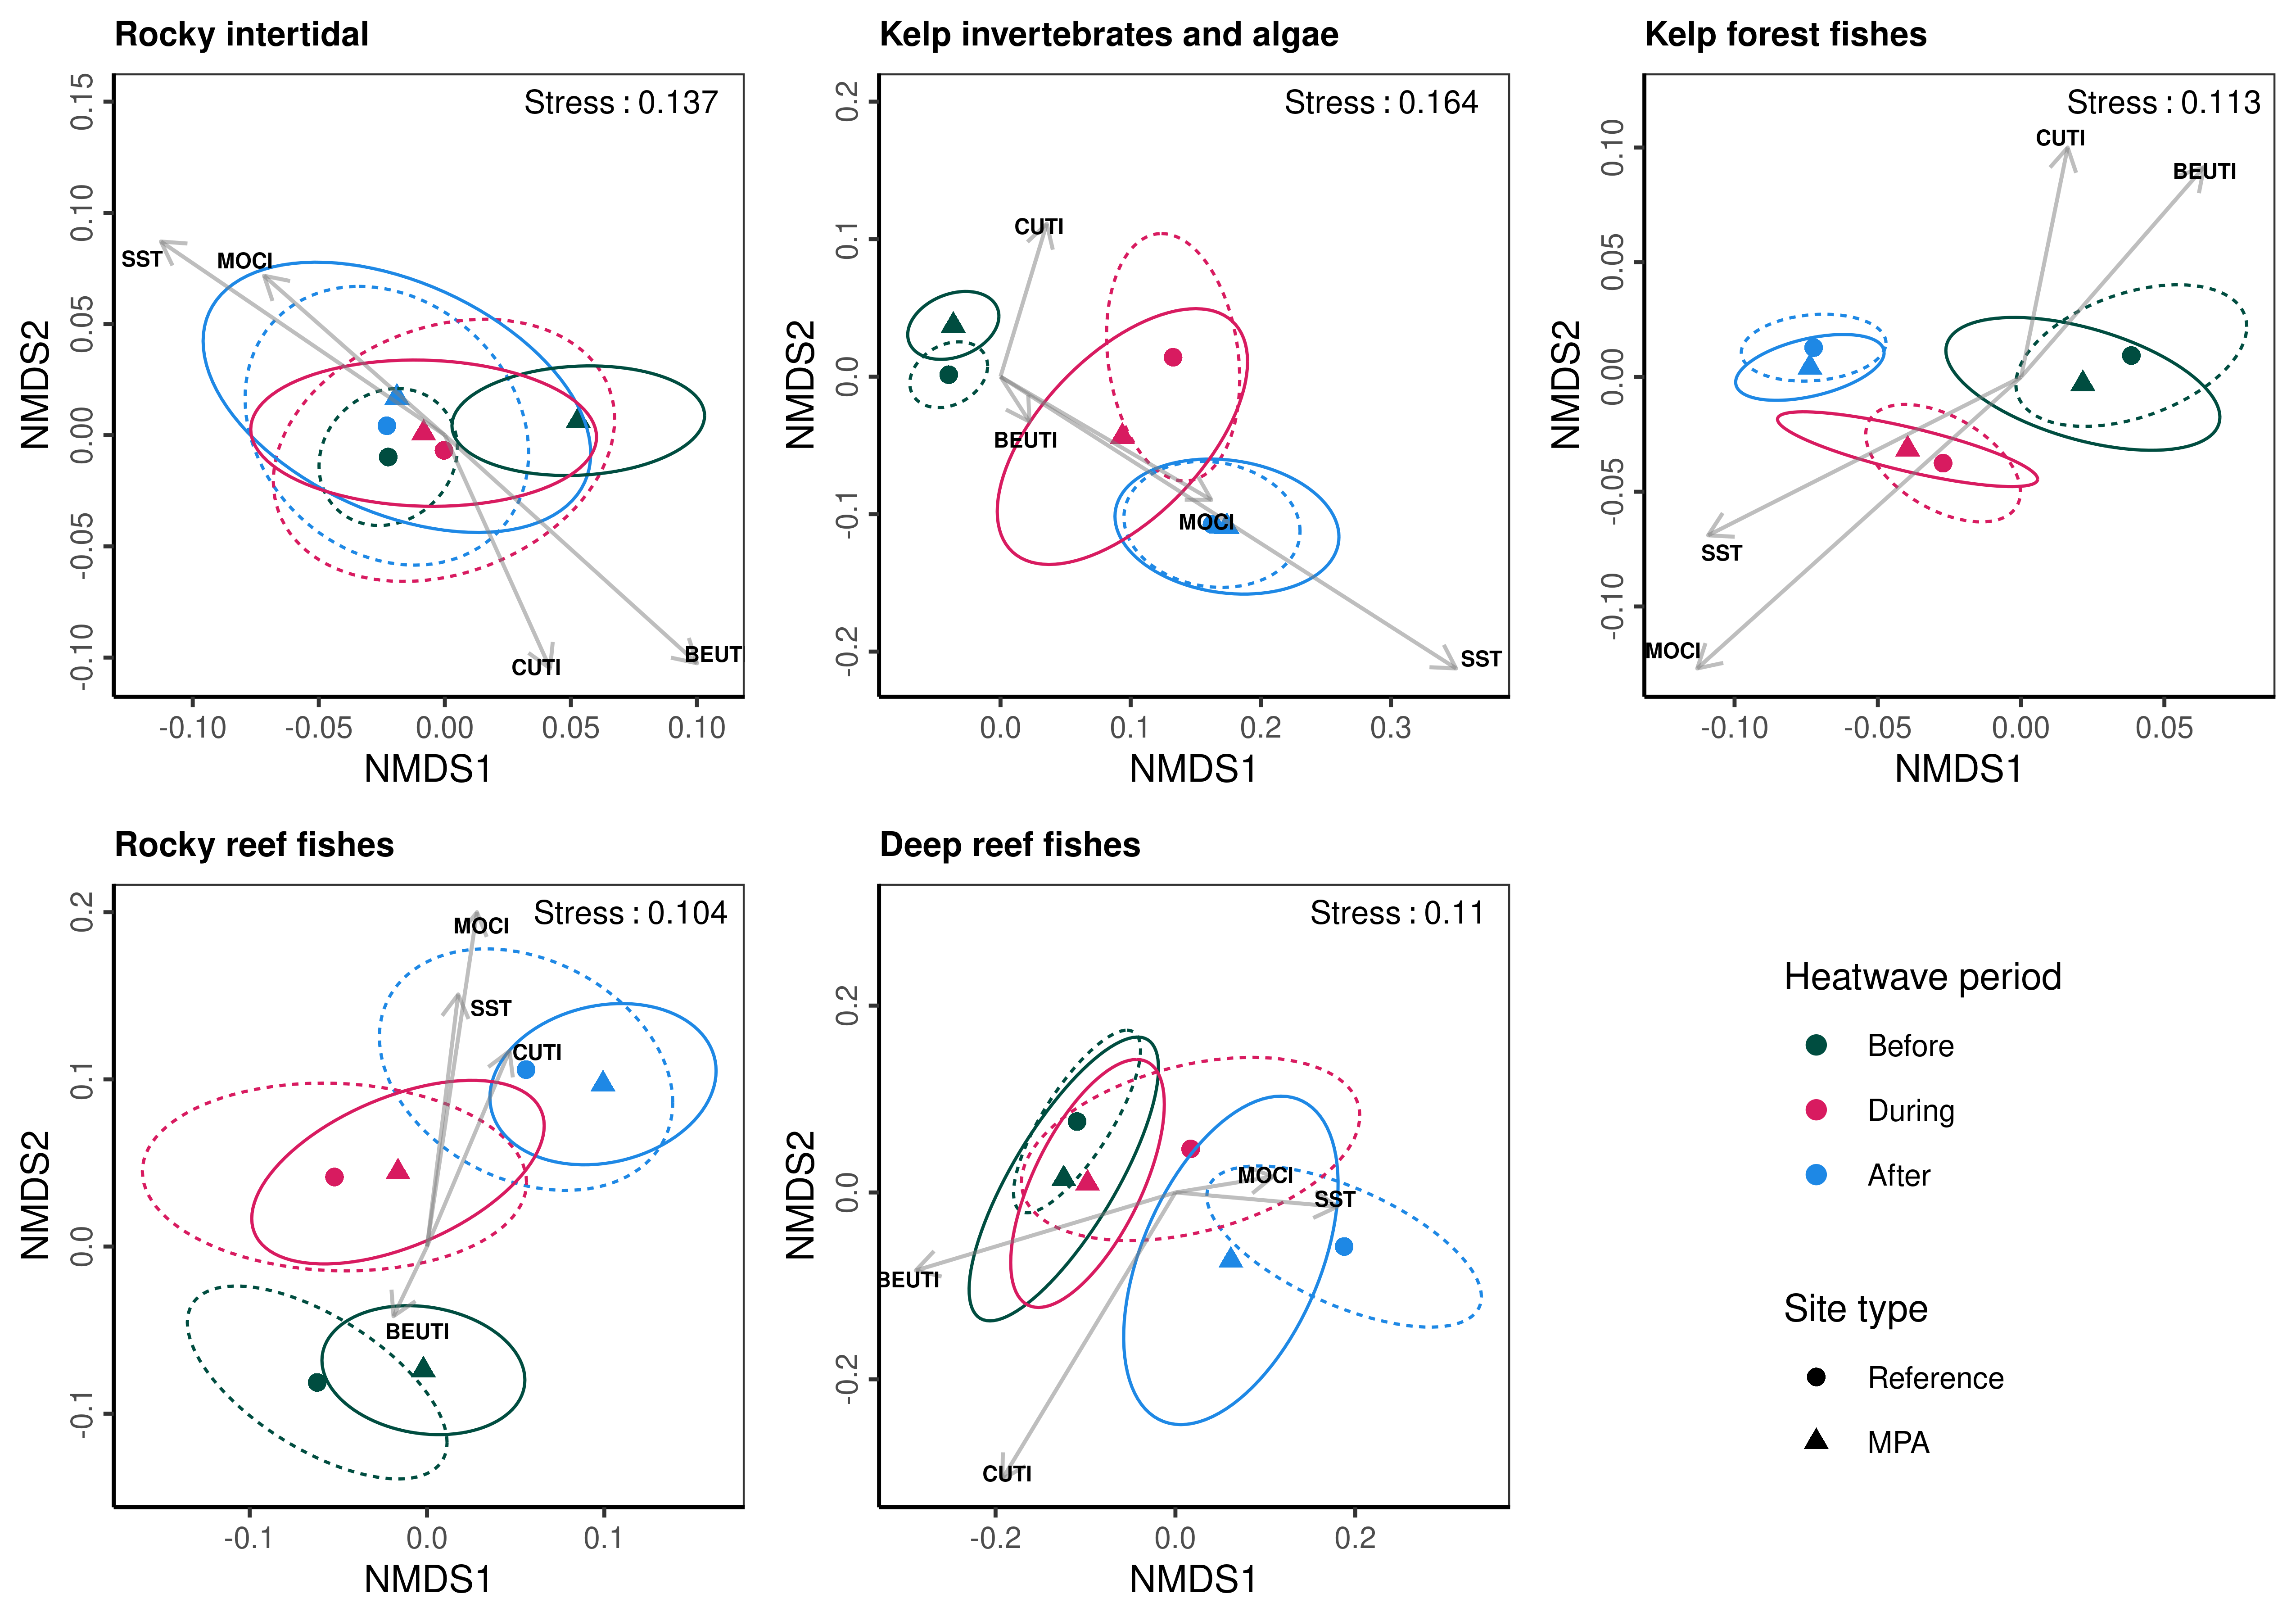 Rocky intertidal
Stress : 0.137
0.15
0.10
0.05
0.00
-0.05
-0.10
NMDS2
SST
MOCI
CUTI
BEUTI
-0.10 -0.05 0.00 0.05 0.10
NMDS1
Kelp invertebrates and algae
Stress : 0.164
0.2
0.1
0.0
-0.1
-0.2
NMDS2
CUTI
BEUTI
MOCI
SST
0.0 0.1 0.2 0.3
NMDS1
Kelp forest fishes
Stress : 0.113
0.10
0.05
0.00
-0.05
-0.10
NMDS2
CUTI
BEUTI
SST
MOCI
-0.10 -0.05 0.00 0.05
NMDS1
Rocky reef fishes
Stress : 0.104
0.2
0.1
0.0
-0.1
NMDS2
MOCI
SST
CUTI
BEUTI
-0.1 0.0 0.1
NMDS1
Deep reef fishes
Stress : 0.11
0.2
0.0
-0.2
NMDS2
MOCI
SST
BEUTI
CUTI
-0.2 0.0 0.2
NMDS1
Heatwave period
Before
During
After
Site type
Reference
MPA